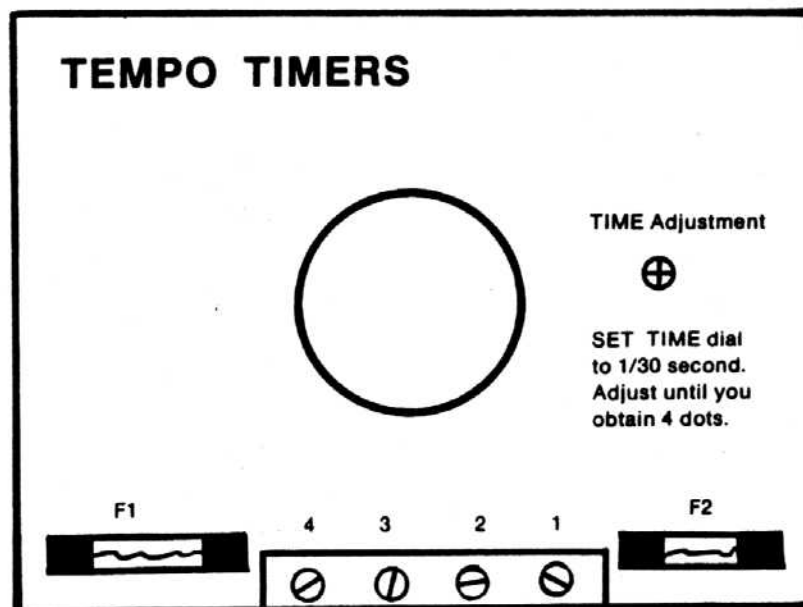 TEMPO TIMERS
TIME Adjustment
SET TIME dial
to 1/30 second.
Adjust until you
obtain 4 dots.
F1
4 3 2 1
F2